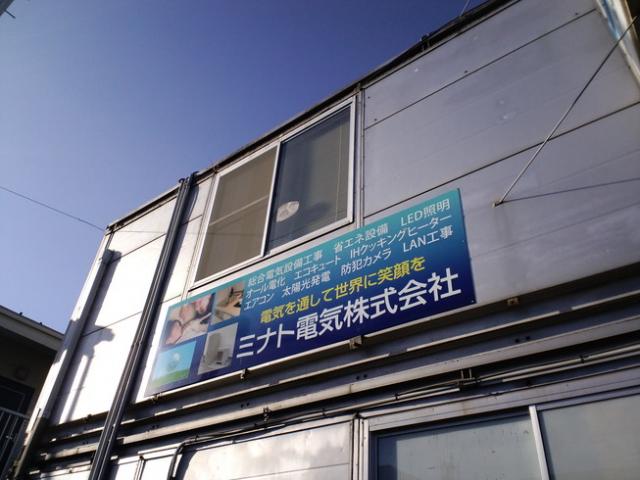 総合電気設備工事 省エネ設備 LED照明
オール電化 エコキュート IHクッキングヒーター
エアコン 太陽光発電 防犯カメラ LAN工事
電気を通して世界に笑顔を
ミナト電気株式会社